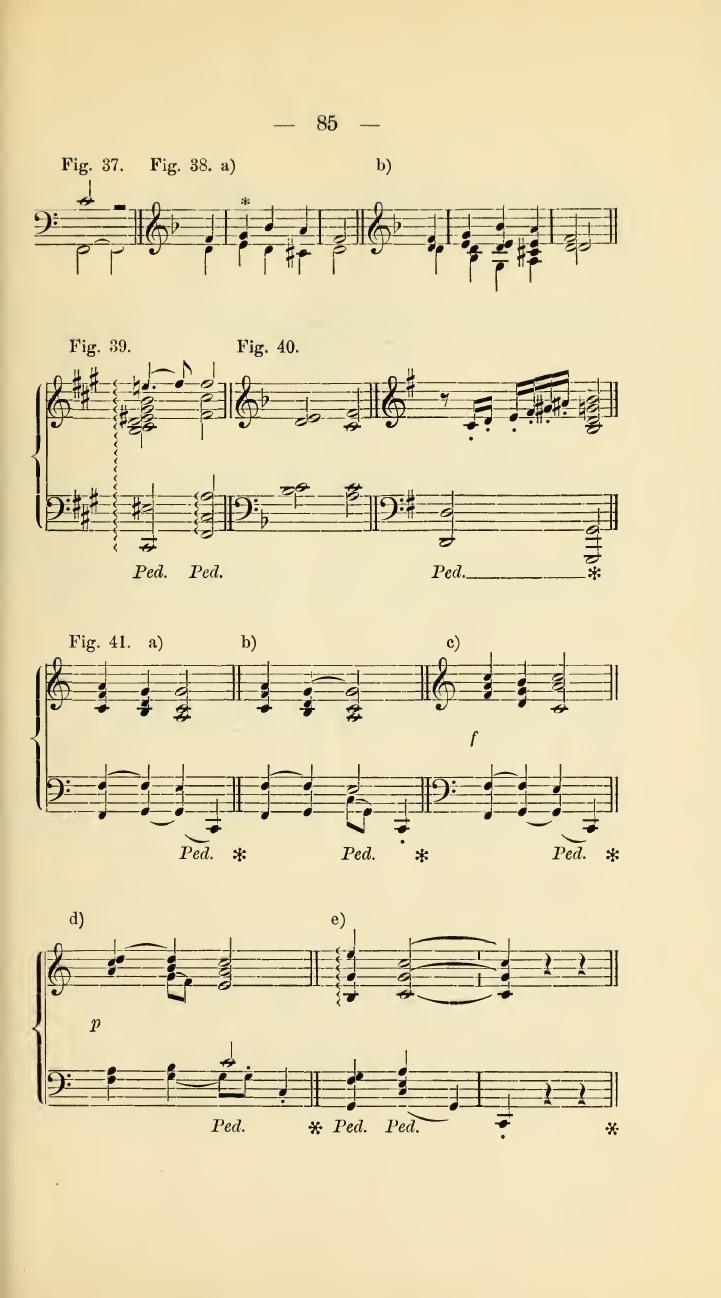 — 85 —
Fig. 37. Fig. 38. a) b)
*
Fig. 39. Fig. 40.
Ped. Ped. Ped. *
Fig. 41. a) b) c)
f
Ped. * Ped. * Ped. *
d) e)
p
Ped. * Ped. Ped. *